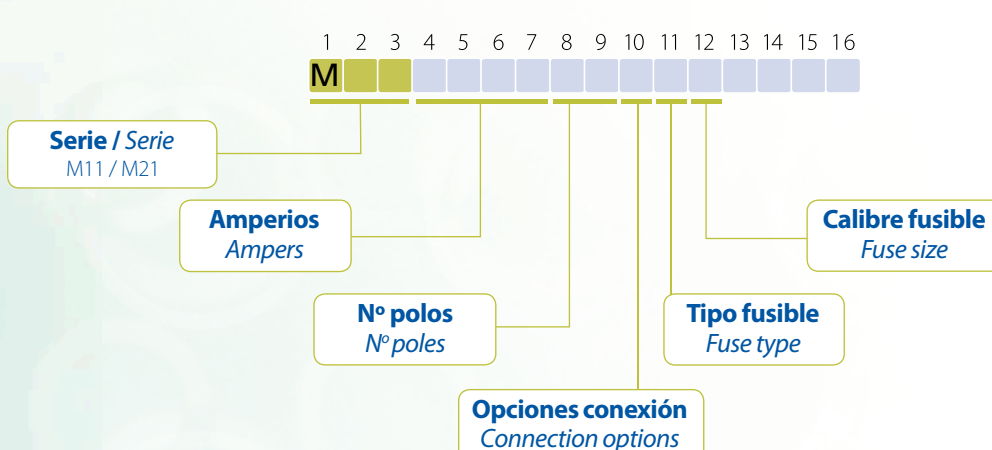 1 2 3 4 5 6 7 8 9 10 11 12 13 14 15 16
M
Serie / Serie
M11 / M21
Amperios
Ampers
Calibre fusible
Fuse size
Nº polos
Nº poles
Tipo fusible
Fuse type
Opciones conexión
Connection options